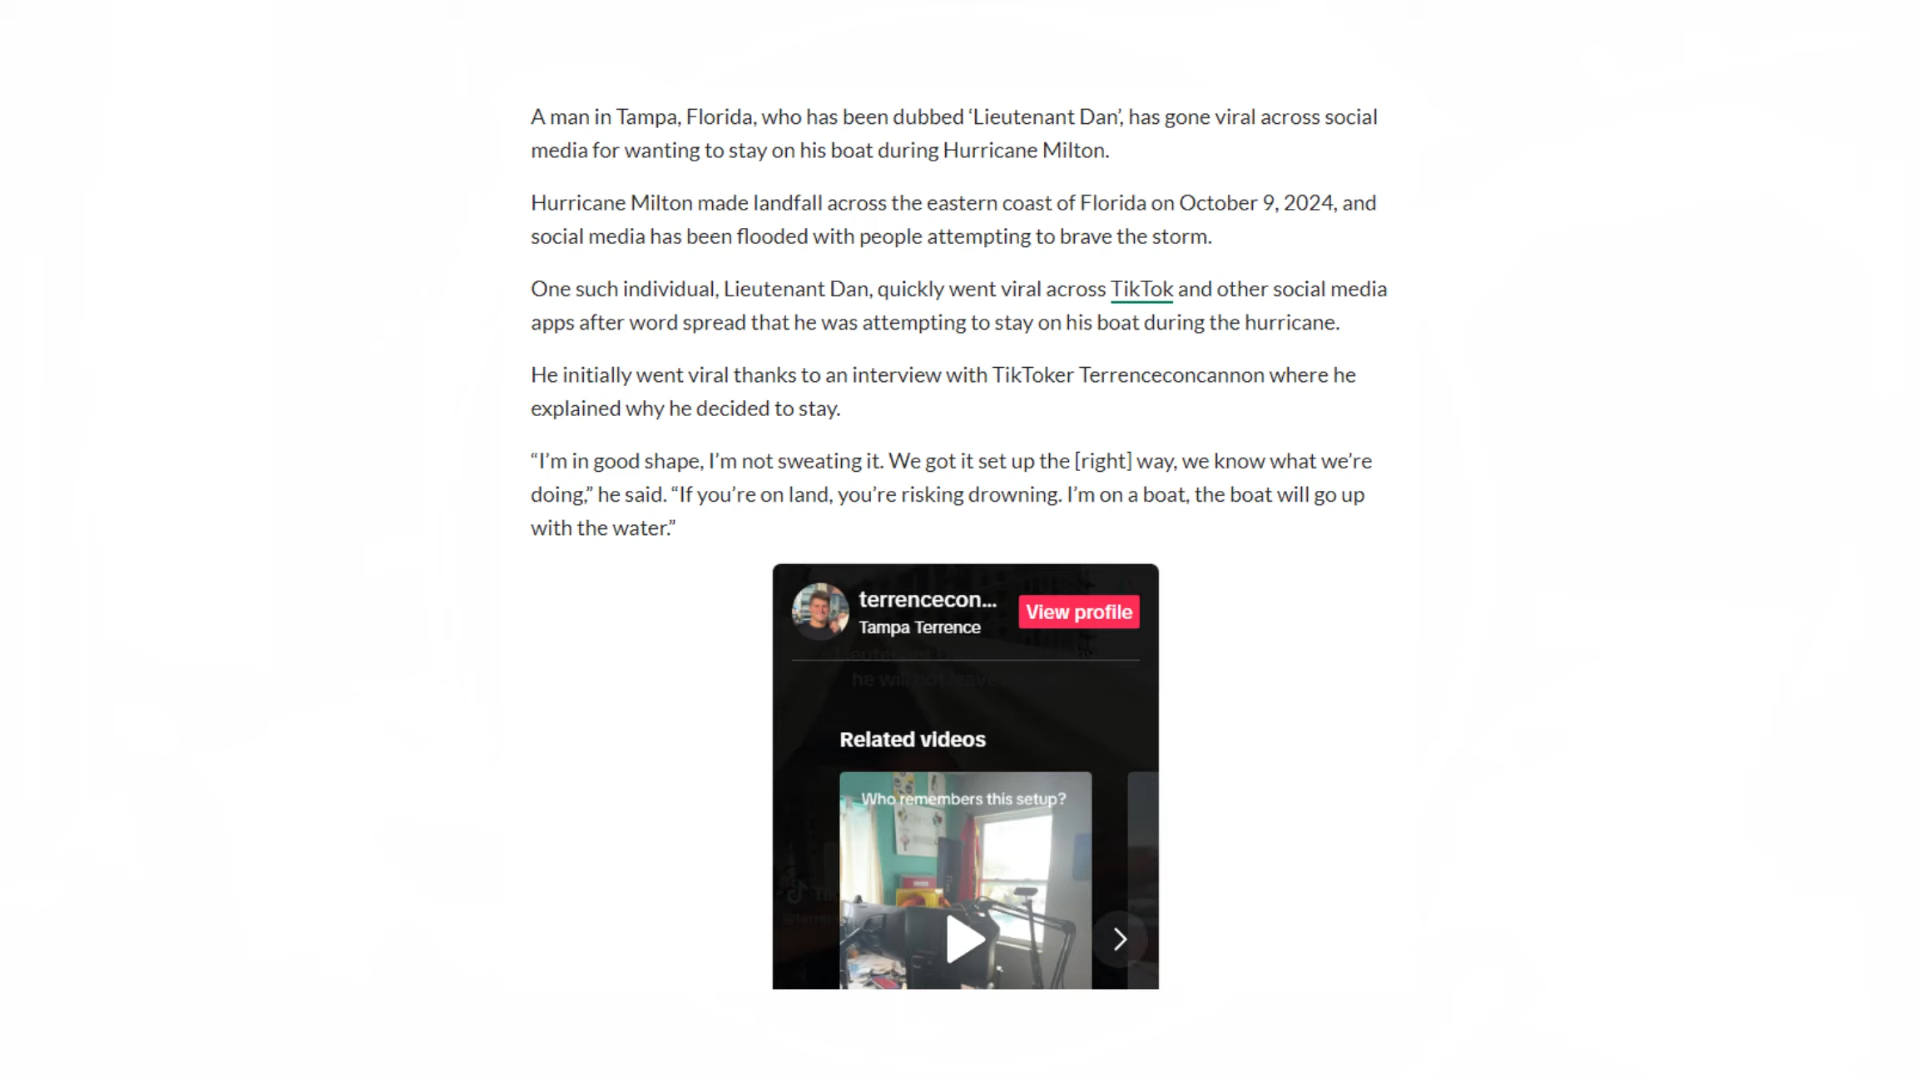 A man in Tampa, Florida, who has been dubbed ‘Lieutenant Dan’, has gone viral across social
media for wanting to stay on his boat during Hurricane Milton.
Hurricane Milton made landfall across the eastern coast of Florida on October 9, 2024, and
social media has been flooded with people attempting to brave the storm.
One such individual, Lieutenant Dan, quickly went viral across TikTok and other social media
apps after word spread that he was attempting to stay on his boat during the hurricane.
He initially went viral thanks to an interview with TikToker Terrenceconcannon where he
explained why he decided to stay.
“I’m in good shape, I’m not sweating it. We got it set up the [right] way, we know what we’re
doing,” he said. “If you’re on land, you’re risking drowning. I’m on a boat, the boat will go up
with the water.”
terrencecon...
View profile
Tampa Terrence
he will not leave
Related videos
Who remembers this setup?